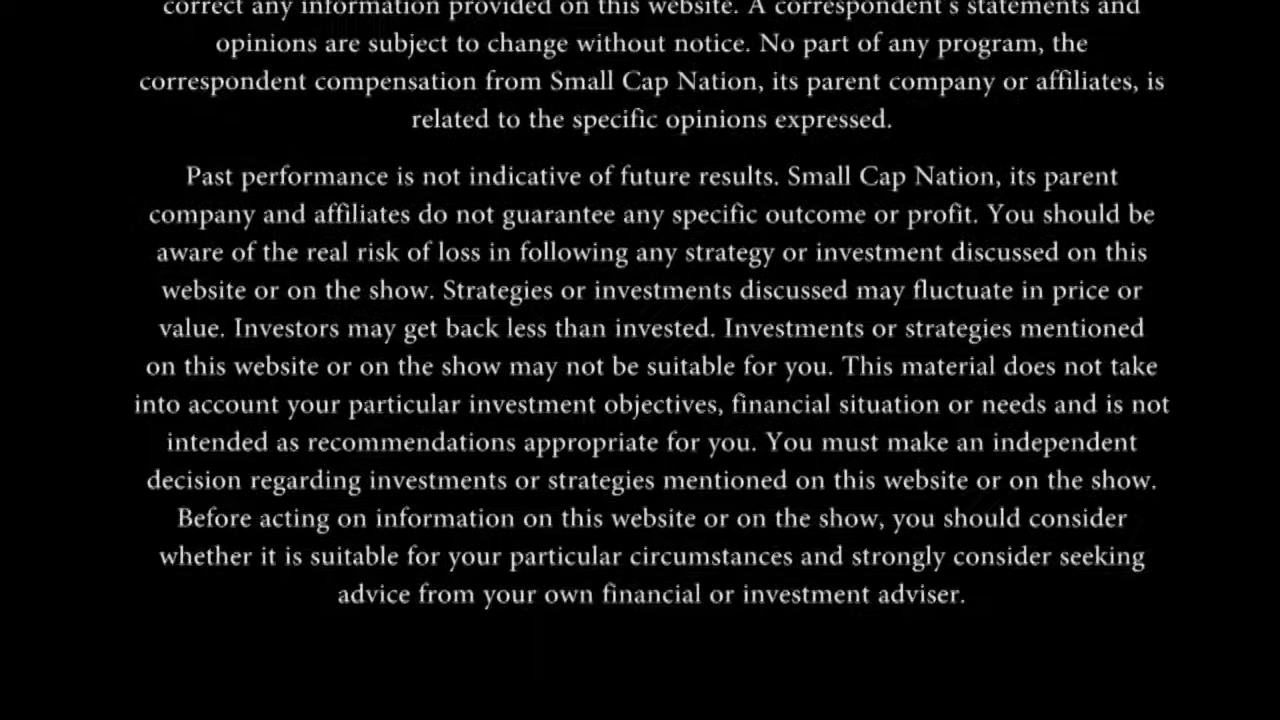 correct any information provided on this website. A correspondent's statements and
opinions are subject to change without notice. No part of any program, the
correspondent compensation from Small Cap Nation, its parent company or affiliates, is
related to the specific opinions expressed.
Past performance is not indicative of future results. Small Cap Nation, its parent
company and affiliates do not guarantee any specific outcome or profit. You should be
aware of the real risk of loss in following any strategy or investment discussed on this
website or on the show. Strategies or investments discussed may fluctuate in price or
value. Investors may get back less than invested. Investments or strategies mentioned
on this website or on the show may not be suitable for you. This material does not take
into account your particular investment objectives, financial situation or needs and is not
intended as recommendations appropriate for you. You must make an independent
decision regarding investments or strategies mentioned on this website or on the show.
Before acting on information on this website or on the show, you should consider
whether it is suitable for your particular circumstances and strongly consider seeking
advice from your own financial or investment adviser.